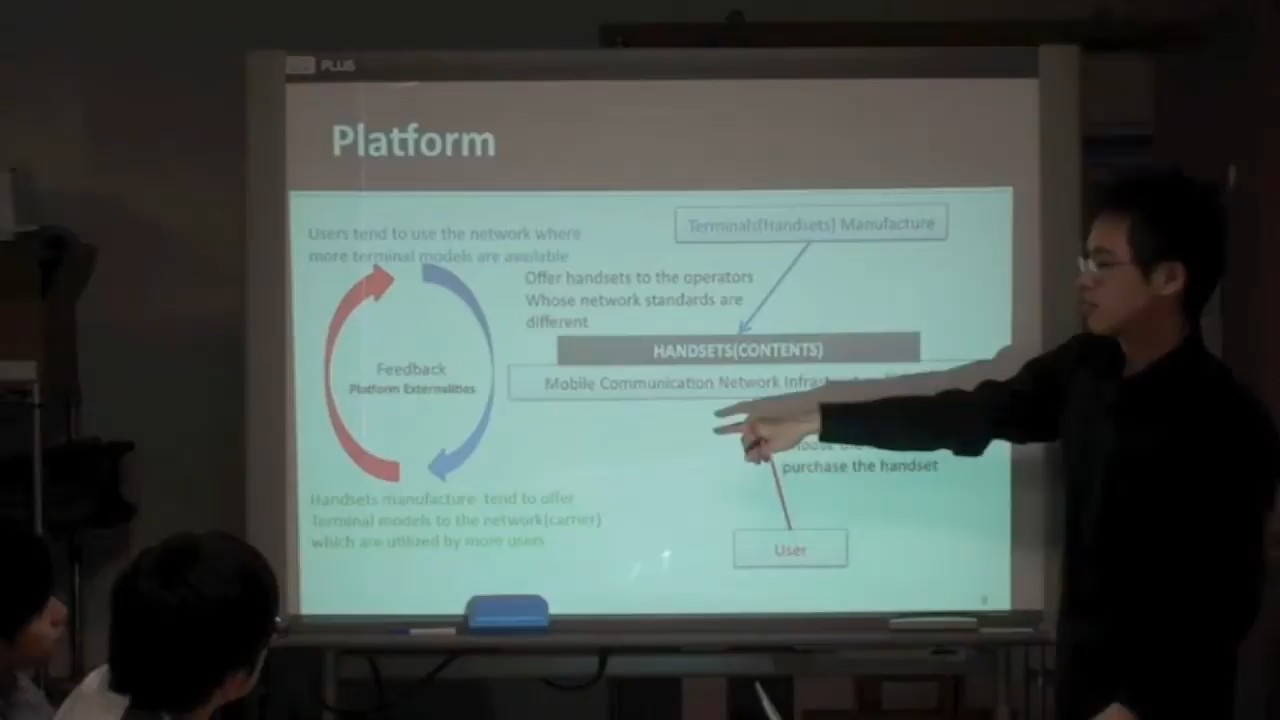 PLUS
Platform
Users tend to use the network where
more terminal models are available
Terminals(Handsets) Manufacture
Offer handsets to the operators
Whose network standards are
different
HANDSETS(CONTENTS)
Mobile Communication Network
Feedback
Platform Externalities
purchase the handset
Handsets manufacture tend to offer
Terminal models to the network(carrier)
which are utilized by more users
User